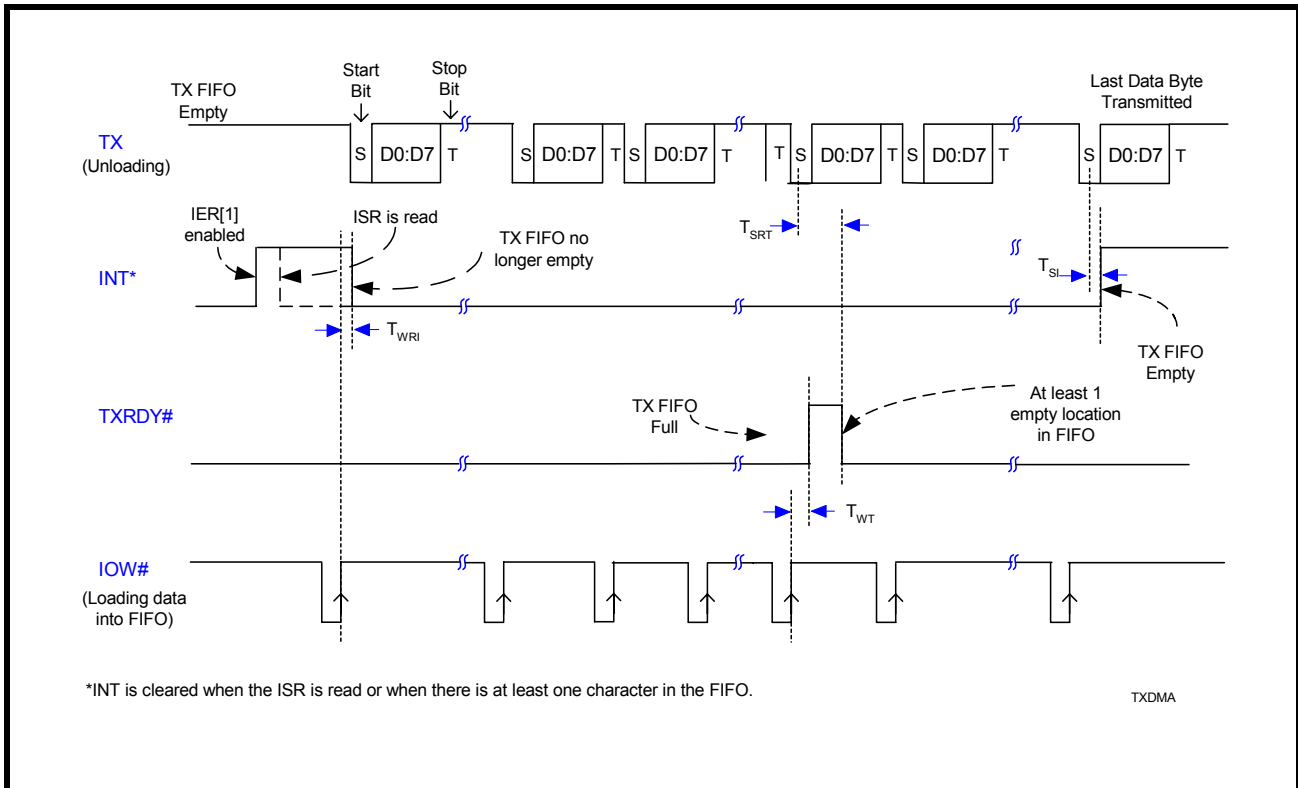 TX FIFO
Empty
Start
Bit
Stop
Bit
Last Data Byte
Transmitted
TX
(Unloading)
S D0:D7 T S D0:D7 T S D0:D7 T T S D0:D7 T S D0:D7 T S D0:D7 T
IER[1]
enabled
ISR is read
TX FIFO no
longer empty
TSRT
INT*
TSI
TWRI
TX FIFO
Empty
TXRDY#
TX FIFO
Full
At least 1
empty location
in FIFO
TWT
IOW#
(Loading data
into FIFO)
*INT is cleared when the ISR is read or when there is at least one character in the FIFO.
TXDMA